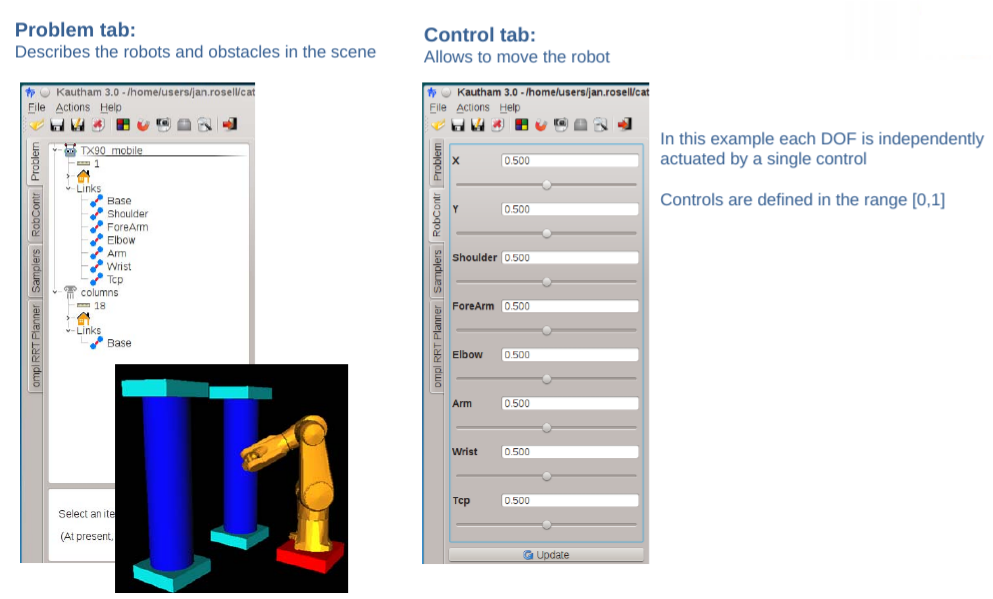 Problem tab:
Describes the robots and obstacles in the scene
Kautham 3.0 - /home/users/jan.rosell/cat
File Actions Help
Problem
RobContr
Samplers
ompl RRT Planner
TX90_mobile
1
Links
Base
Shoulder
ForeArm
Elbow
Arm
Wrist
Tcp
columns
18
Links
Base
Select an ite
(At present,
Control tab:
Allows to move the robot
Kautham 3.0 - /home/users/jan.rosell/cat
File Actions Help
Problem
RobContr
Samplers
ompl RRT Planner
X 0.500
Y 0.500
Shoulder 0.500
ForeArm 0.500
Elbow 0.500
Arm 0.500
Wrist 0.500
Tcp 0.500
Update
In this example each DOF is independently
actuated by a single control
Controls are defined in the range [0,1]